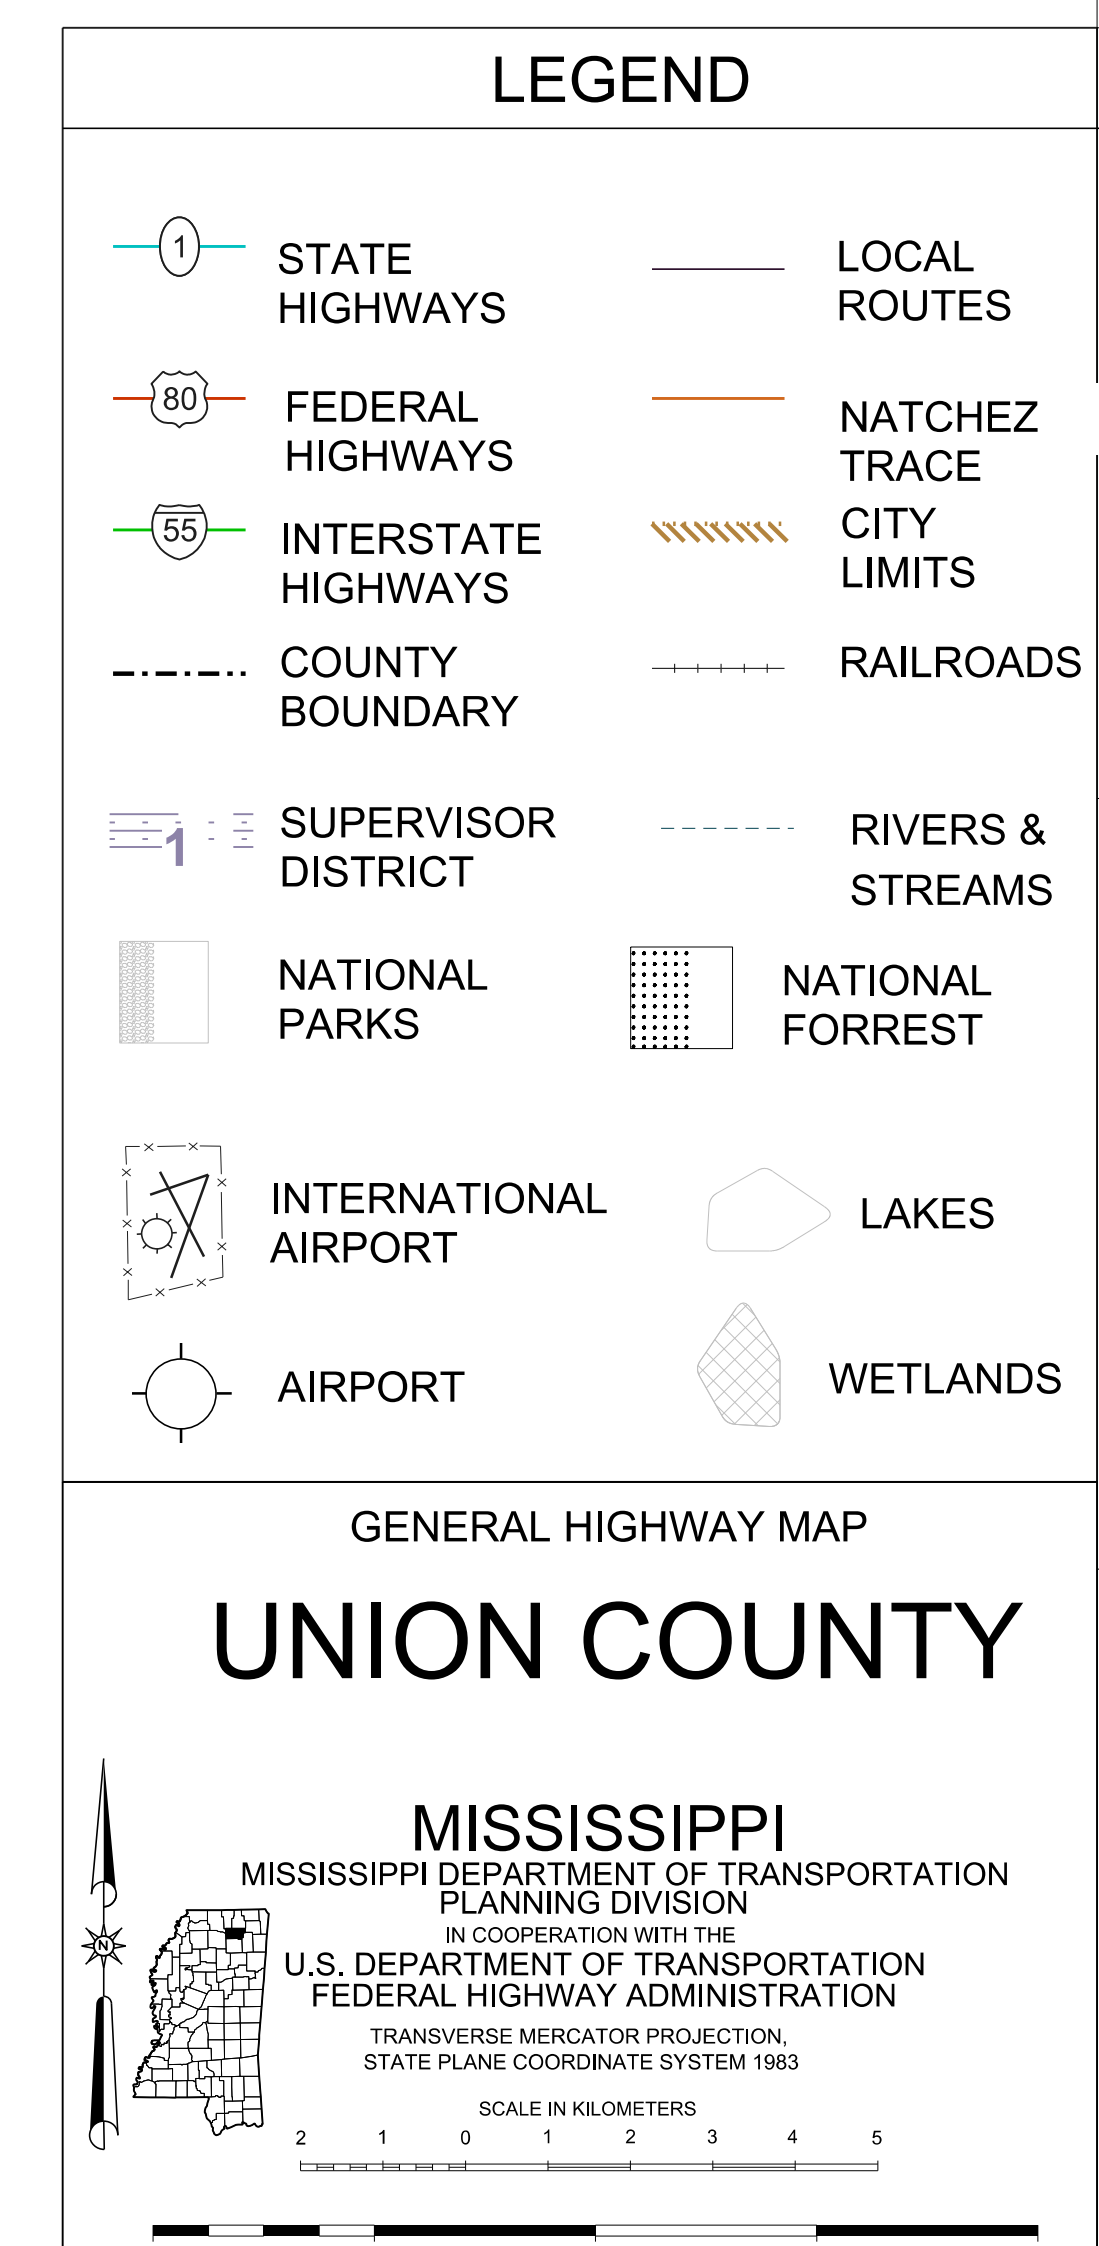 LEGEND
1
STATE
HIGHWAYS
LOCAL
ROUTES
80
FEDERAL
HIGHWAYS
NATCHEZ
TRACE
55
INTERSTATE
HIGHWAYS
CITY
LIMITS
COUNTY
BOUNDARY
RAILROADS
1
SUPERVISOR
DISTRICT
RIVERS &
STREAMS
NATIONAL
PARKS
NATIONAL
FORREST
INTERNATIONAL
AIRPORT
LAKES
AIRPORT
WETLANDS
GENERAL HIGHWAY MAP
UNION COUNTY
MISSISSIPPI
MISSISSIPPI DEPARTMENT OF TRANSPORTATION
PLANNING DIVISION
IN COOPERATION WITH THE
N
U.S. DEPARTMENT OF TRANSPORTATION
FEDERAL HIGHWAY ADMINISTRATION
TRANSVERSE MERCATOR PROJECTION,
STATE PLANE COORDINATE SYSTEM 1983
SCALE IN KILOMETERS
2 1 0 1 2 3 4 5